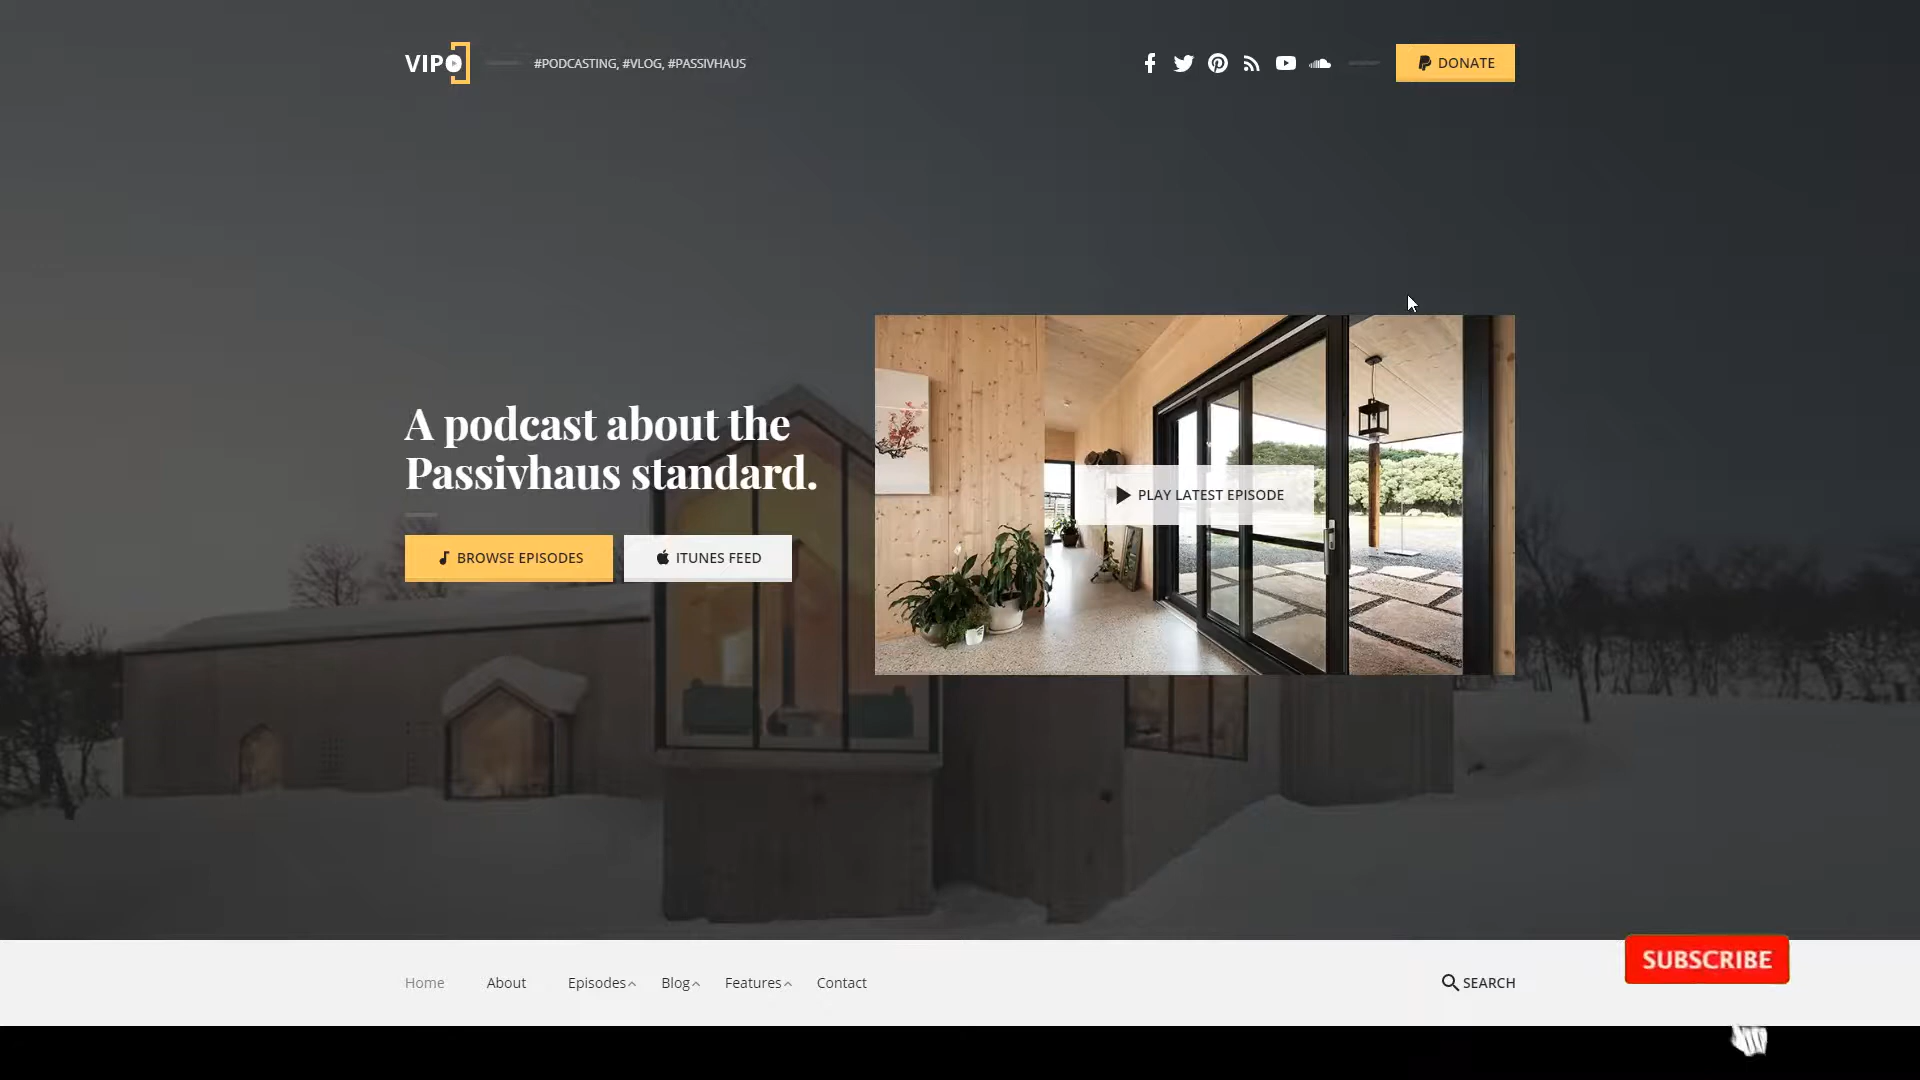 VIPO
#PODCASTING, #VLOG, #PASSIVHAUS
DONATE
A podcast about the
Passivhaus standard.
BROWSE EPISODES
ITUNES FEED
PLAY LATEST EPISODE
Home
About
Episodes
Blog
Features
Contact
SEARCH
SUBSCRIBE